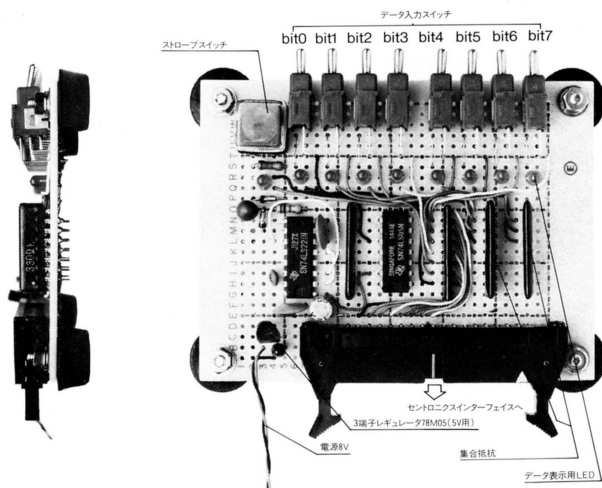 データ入力スイッチ
ストローブスイッチ
bit0 bit1 bit2 bit3 bit4 bit5 bit6 bit7
E
J127X
SN74LS221N
SINGAPORE
3300A
セントロニクスインターフェイスへ
3端子レギュレータ78M05(5V用)
電源8V
集合抵抗
データ表示用LED